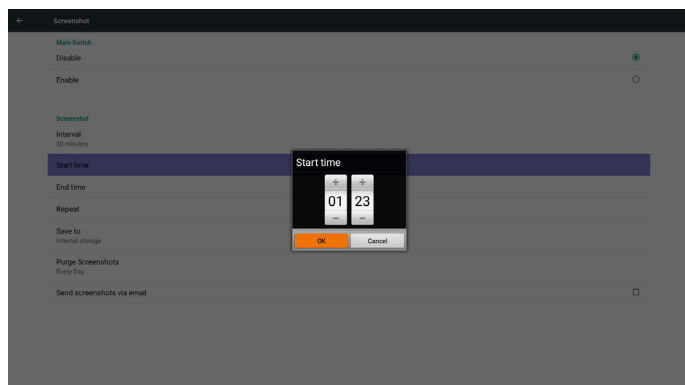 Screenshot
Main Switch
Disable
Enable
Screenshot
Interval
30 minutes
Start time
End time
Repeat
Save to
Internal storage
Purge Screenshots
Every Day
Send screenshots via email
Start time
+ +
01 23
− −
OK Cancel